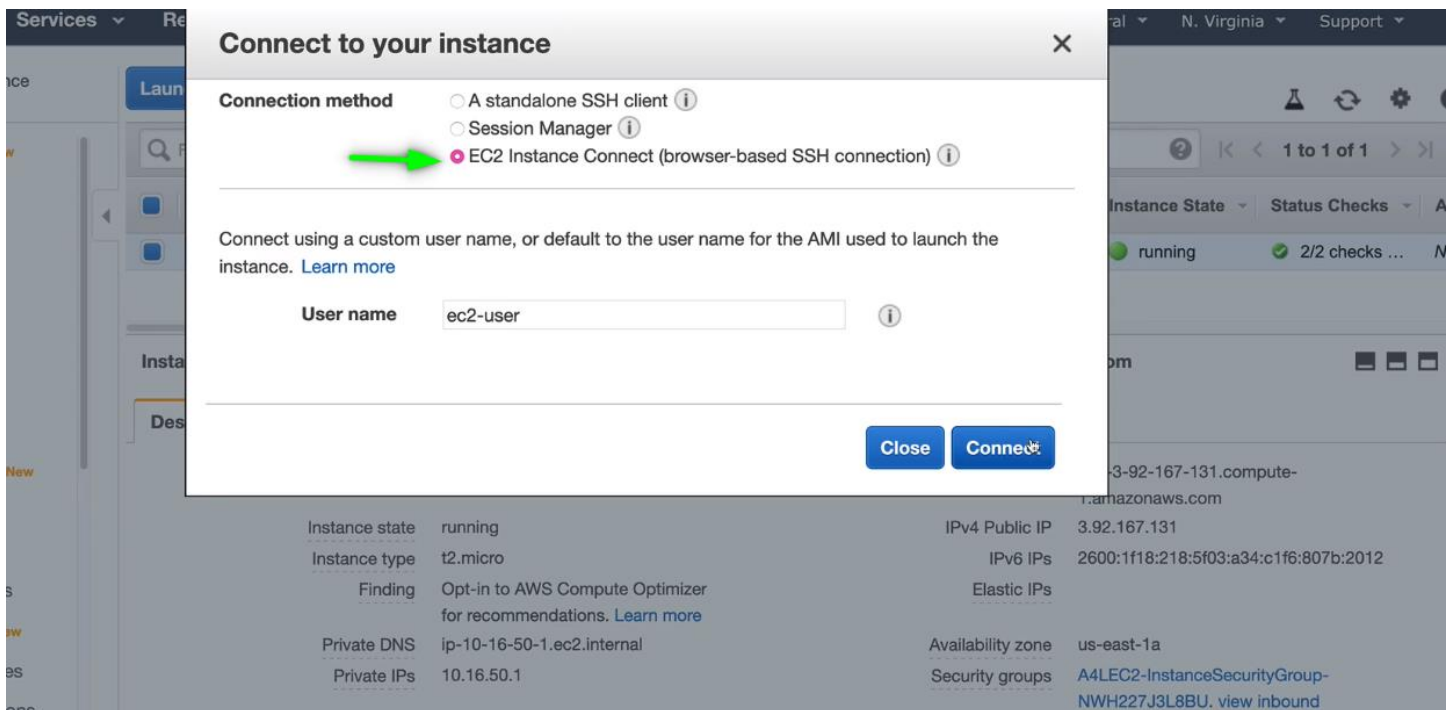 Services
Connect to your instance
N. Virginia
Support
Connection method
A standalone SSH client
Session Manager
EC2 Instance Connect (browser-based SSH connection)
1 to 1 of 1
Instance State
Status Checks
Connect using a custom user name, or default to the user name for the AMI used to launch the
instance. Learn more
running
2/2 checks ...
User name
ec2-user
Close
Connect
New
-3-92-167-131.compute-
1.amazonaws.com
Instance state
running
IPv4 Public IP
3.92.167.131
Instance type
t2.micro
IPv6 IPs
2600:1f18:218:5f03:a34:c1f6:807b:2012
Finding
Opt-in to AWS Compute Optimizer
for recommendations. Learn more
Elastic IPs
Private DNS
ip-10-16-50-1.ec2.internal
Availability zone
us-east-1a
Private IPs
10.16.50.1
Security groups
A4LEC2-InstanceSecurityGroup-
NWH227J3L8BU. view inbound